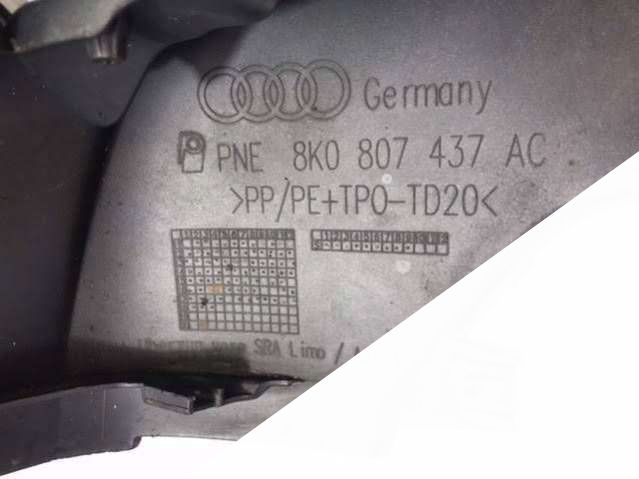 Germany
PNE 8K0 807 437 AC
>PP/PE+TPO-TD20<
SRA Limo /